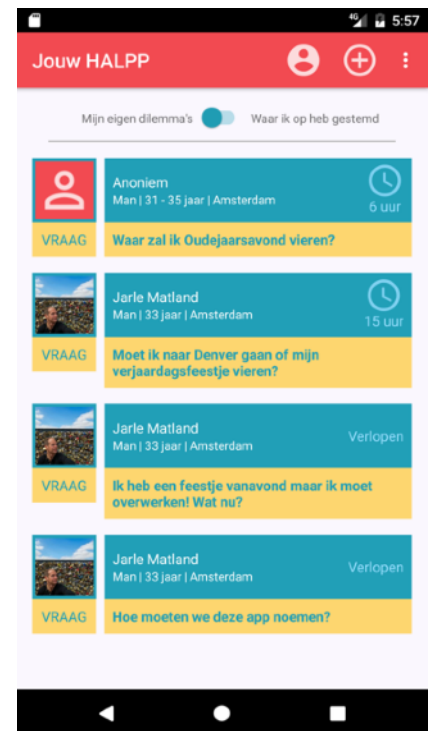 4G 5:57
Jouw HALPP
Mijn eigen dilemma's Waar ik op heb gestemd
Anoniem
Man | 31 - 35 jaar | Amsterdam
6 uur
VRAAG
Waar zal ik Oudejaarsavond vieren?
Jarle Matland
Man | 33 jaar | Amsterdam
15 uur
VRAAG
Moet ik naar Denver gaan of mijn
verjaardagsfeestje vieren?
Jarle Matland
Man | 33 jaar | Amsterdam
Verlopen
VRAAG
Ik heb een feestje vanavond maar ik moet
overwerken! Wat nu?
Jarle Matland
Man | 33 jaar | Amsterdam
Verlopen
VRAAG
Hoe moeten we deze app noemen?